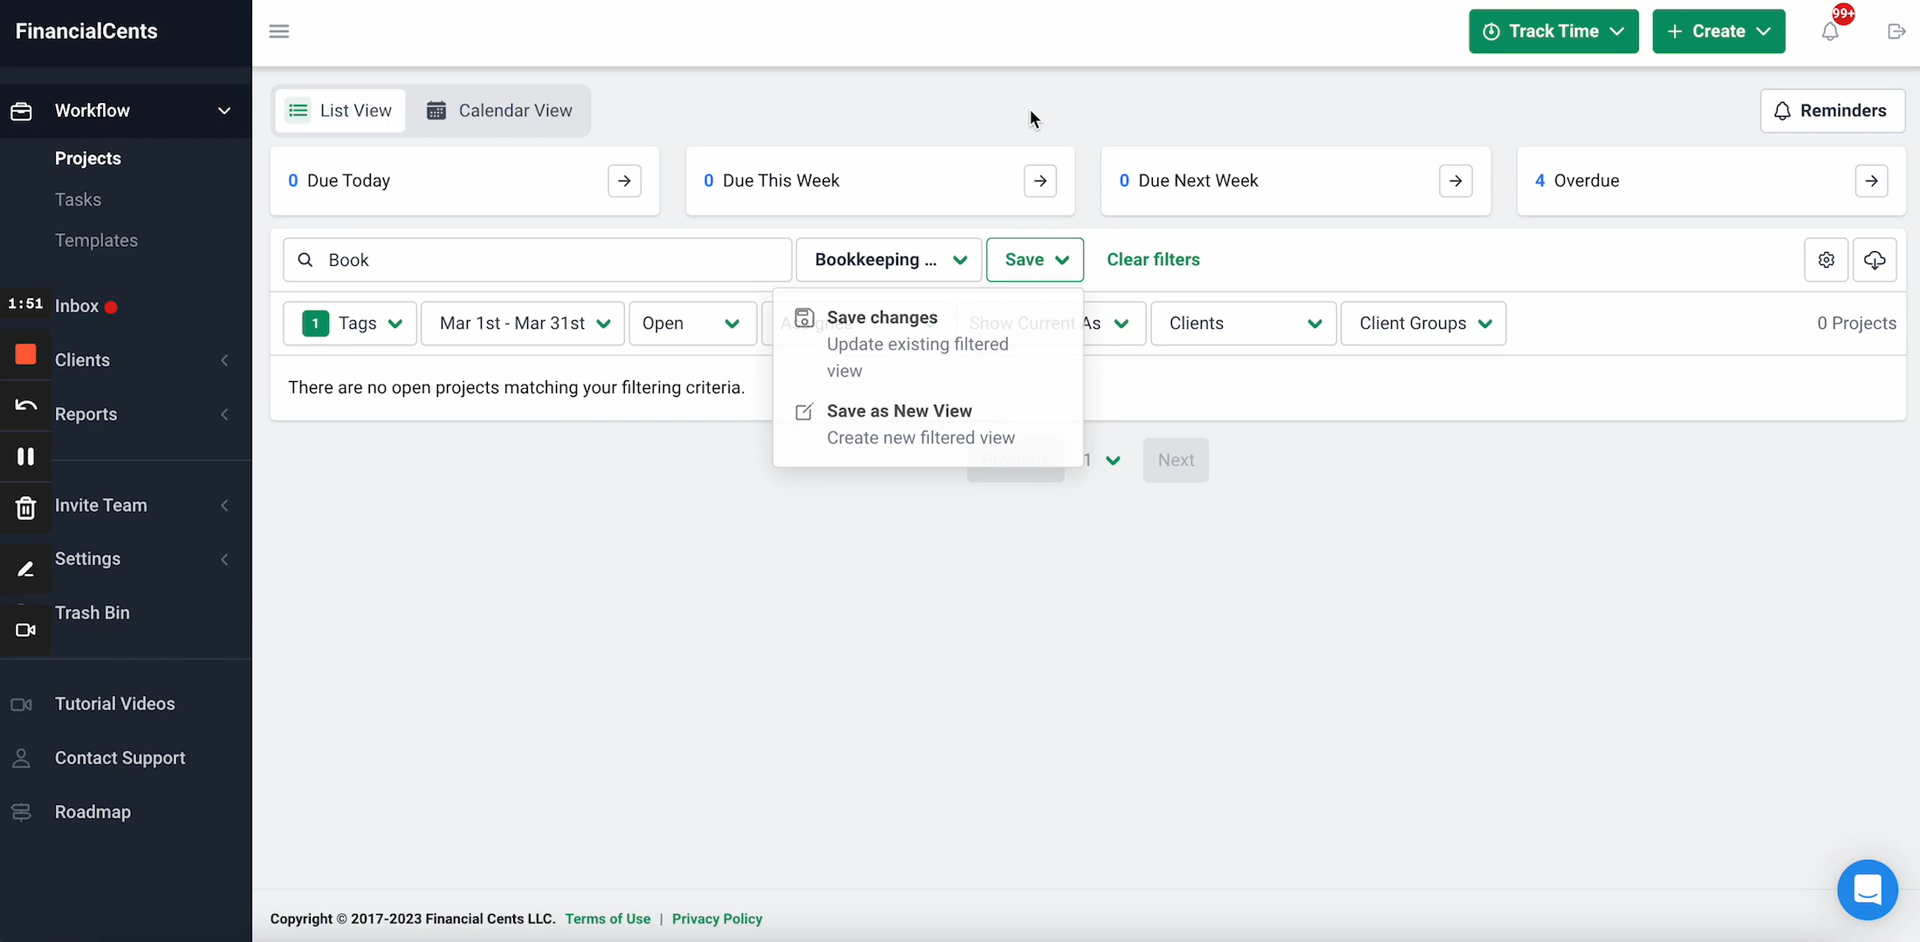 FinancialCents
Track Time
Create
99+
Workflow
Projects
Tasks
Templates
1:51
Inbox
Clients
Reports
Invite Team
Settings
Trash Bin
Tutorial Videos
Contact Support
Roadmap
List View
Calendar View
Reminders
0 Due Today
0 Due This Week
0 Due Next Week
4 Overdue
Book
Bookkeeping ...
Save
Clear filters
1 Tags
Mar 1st - Mar 31st
Open
Assignee
Show Current As
Clients
Client Groups
0 Projects
Save changes
Update existing filtered
view
Save as New View
Create new filtered view
There are no open projects matching your filtering criteria.
Previous
1
Next
Copyright © 2017-2023 Financial Cents LLC. Terms of Use | Privacy Policy